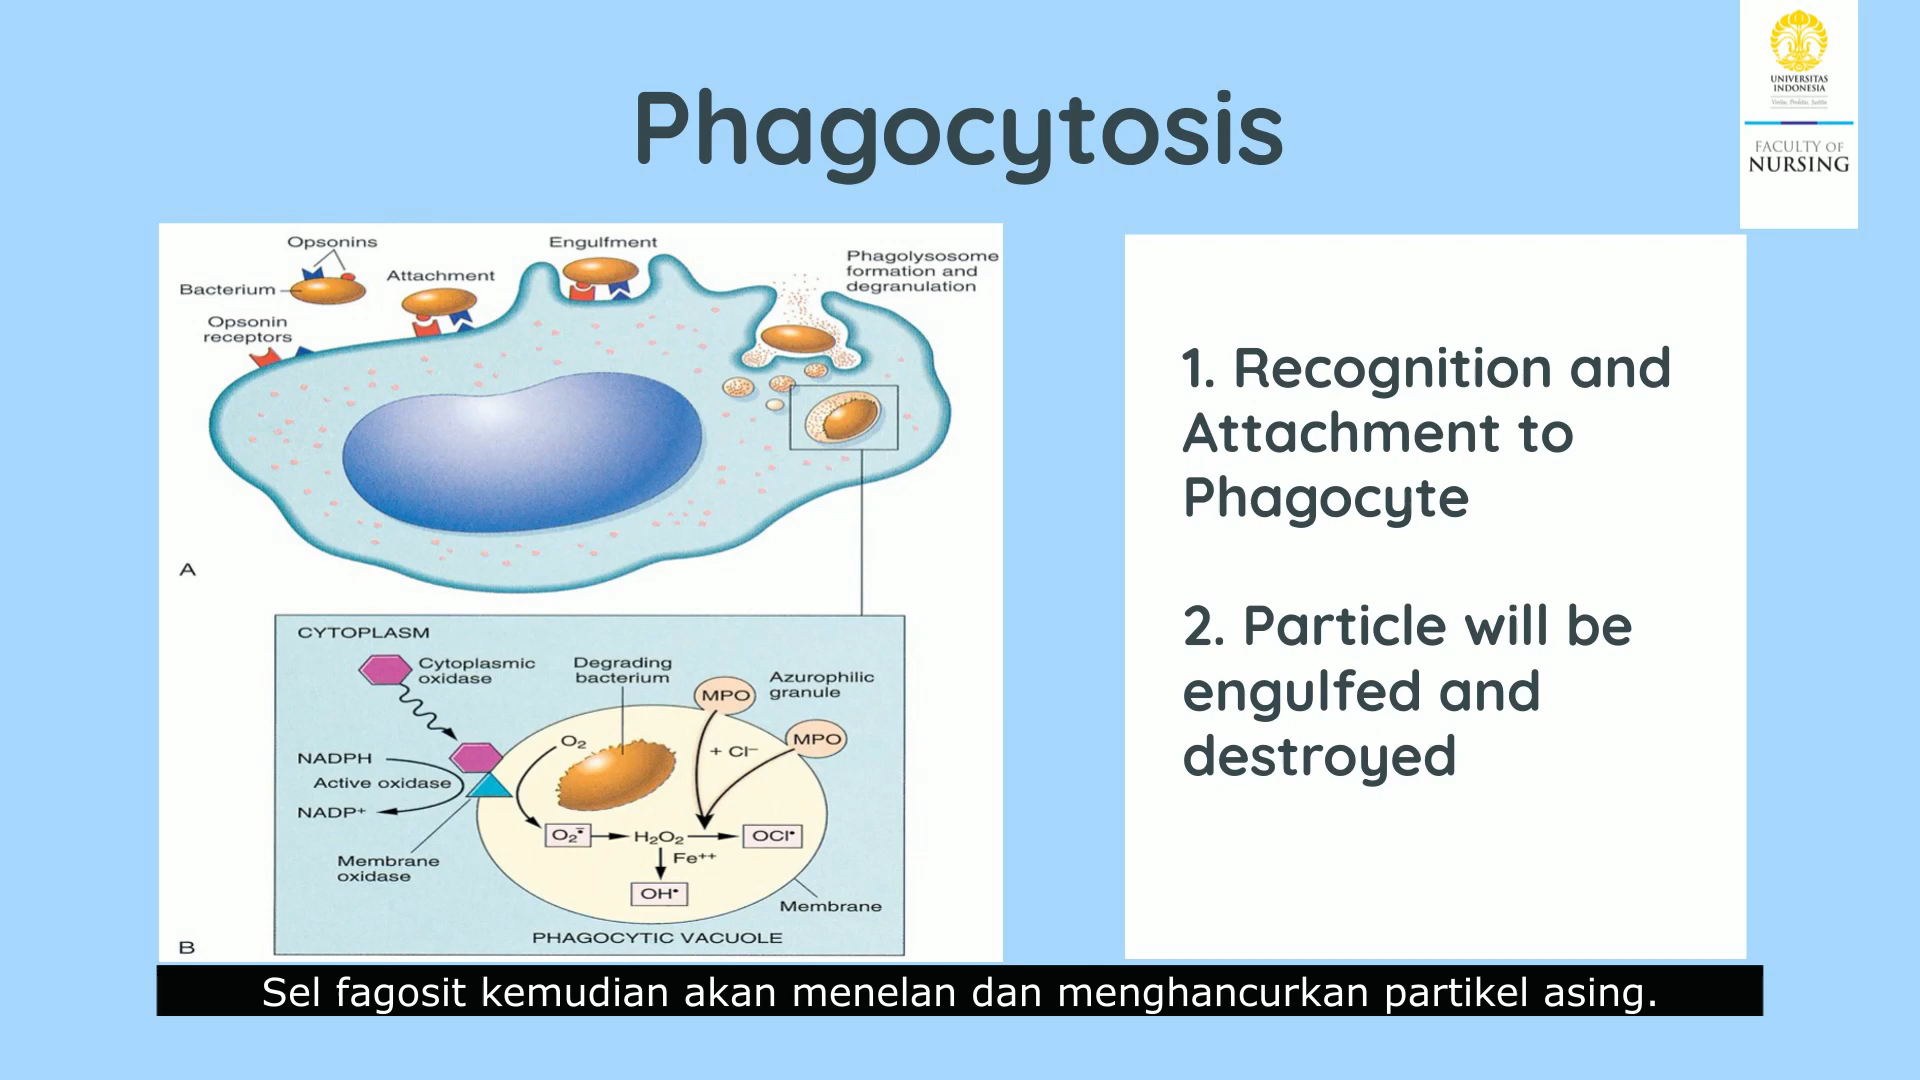 Phagocytosis
UNIVERSITAS
INDONESIA
Veritas, Probitas, Justitia
FACULTY OF
NURSING
Opsonins
Engulfment
Phagolysosome
formation and
degranulation
Attachment
Bacterium
Opsonin
receptors
A
CYTOPLASM
Cytoplasmic
oxidase
Degrading
bacterium
Azurophilic
granule
MPO
MPO
O₂
+ Cl⁻
NADPH
Active oxidase
NADP⁺
O₂⁻•
H₂O₂
OCl•
Fe⁺⁺
Membrane
oxidase
OH•
Membrane
PHAGOCYTIC VACUOLE
B
1. Recognition and
Attachment to
Phagocyte
2. Particle will be
engulfed and
destroyed
Sel fagosit kemudian akan menelan dan menghancurkan partikel asing.